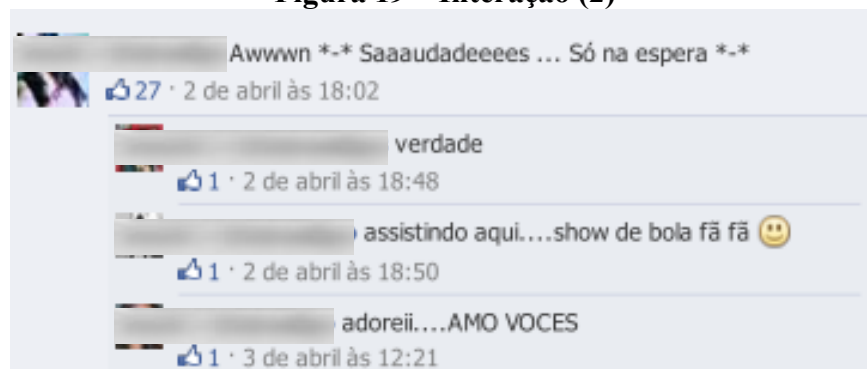 Figura 19 – Interação (2)
Awwwn *-* Saaaudadeeees ... Só na espera *-*
27 · 2 de abril às 18:02
verdade
1 · 2 de abril às 18:48
assistindo aqui....show de bola fã fã
1 · 2 de abril às 18:50
adoreii....AMO VOCES
1 · 3 de abril às 12:21